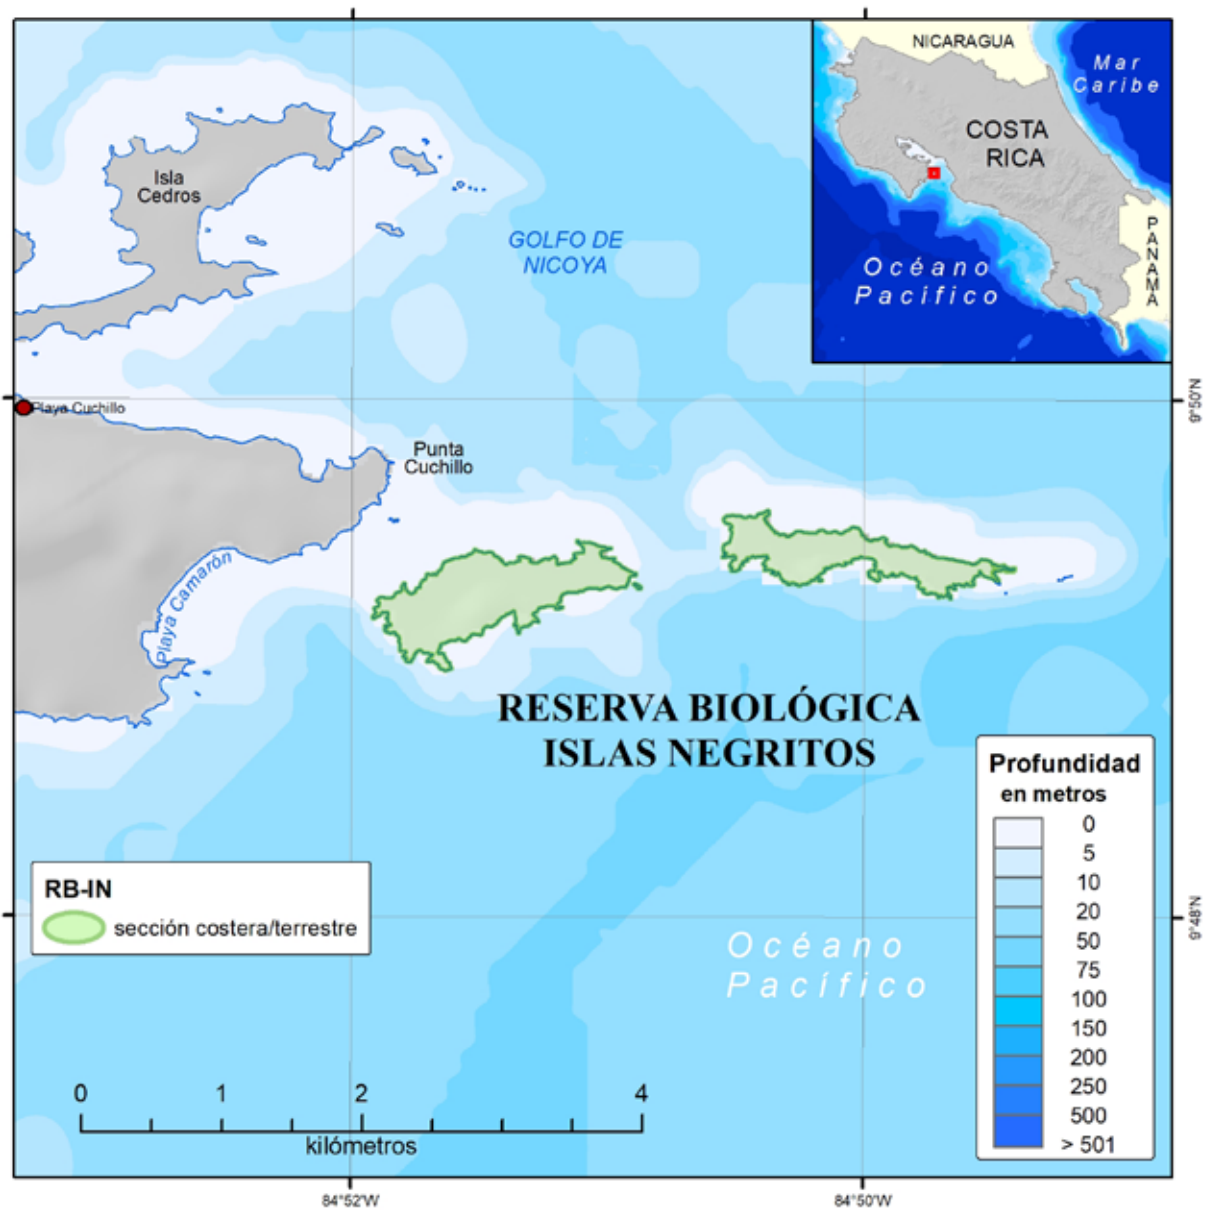 NICARAGUA
Mar
Caribe
COSTA
RICA
PANAMÁ
Océano
Pacífico
Isla
Cedros
GOLFO DE
NICOYA
9°50'N
Playa Cuchillo
Punta
Cuchillo
Playa Camarón
RESERVA BIOLÓGICA
ISLAS NEGRITOS
Profundidad
en metros
0
5
10
20
50
75
100
150
200
250
500
> 501
RB-IN
sección costera/terrestre
9°48'N
Océano
Pacífico
0 1 2 4
kilómetros
84°52'W 84°50'W